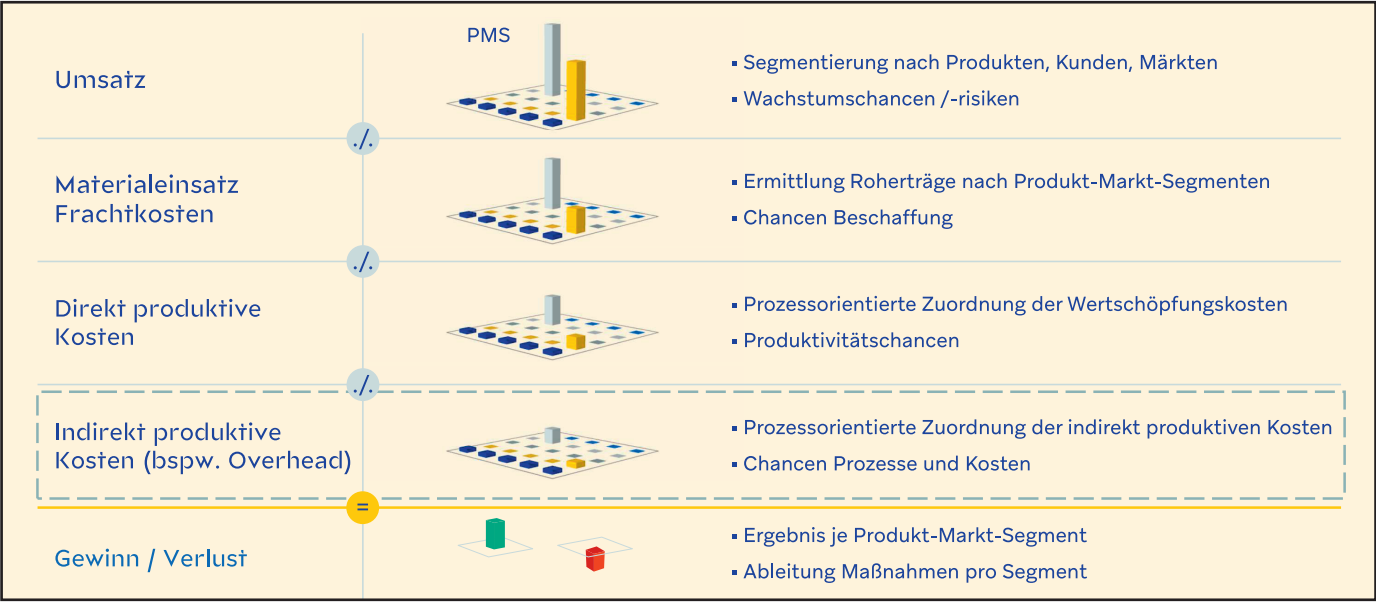 PMS
Umsatz
▪ Segmentierung nach Produkten, Kunden, Märkten
▪ Wachstumschancen /-risiken
./.
Materialeinsatz
Frachtkosten
▪ Ermittlung Roherträge nach Produkt-Markt-Segmenten
▪ Chancen Beschaffung
./.
Direkt produktive
Kosten
▪ Prozessorientierte Zuordnung der Wertschöpfungskosten
▪ Produktivitätschancen
./.
Indirekt produktive
Kosten (bspw. Overhead)
▪ Prozessorientierte Zuordnung der indirekt produktiven Kosten
▪ Chancen Prozesse und Kosten
=
Gewinn / Verlust
▪ Ergebnis je Produkt-Markt-Segment
▪ Ableitung Maßnahmen pro Segment